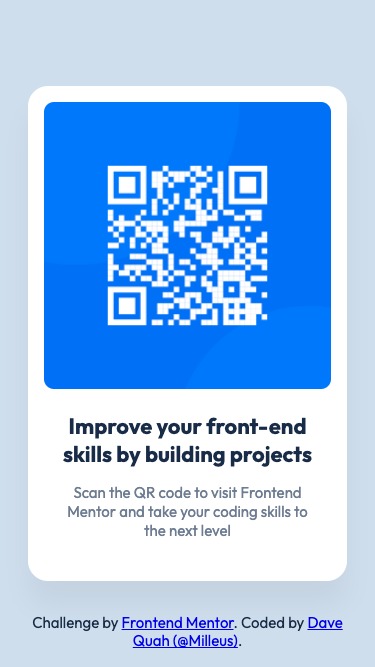 Improve your front-end
skills by building projects
Scan the QR code to visit Frontend
Mentor and take your coding skills to
the next level
Challenge by Frontend Mentor. Coded by Dave
Quah (@Milleus).